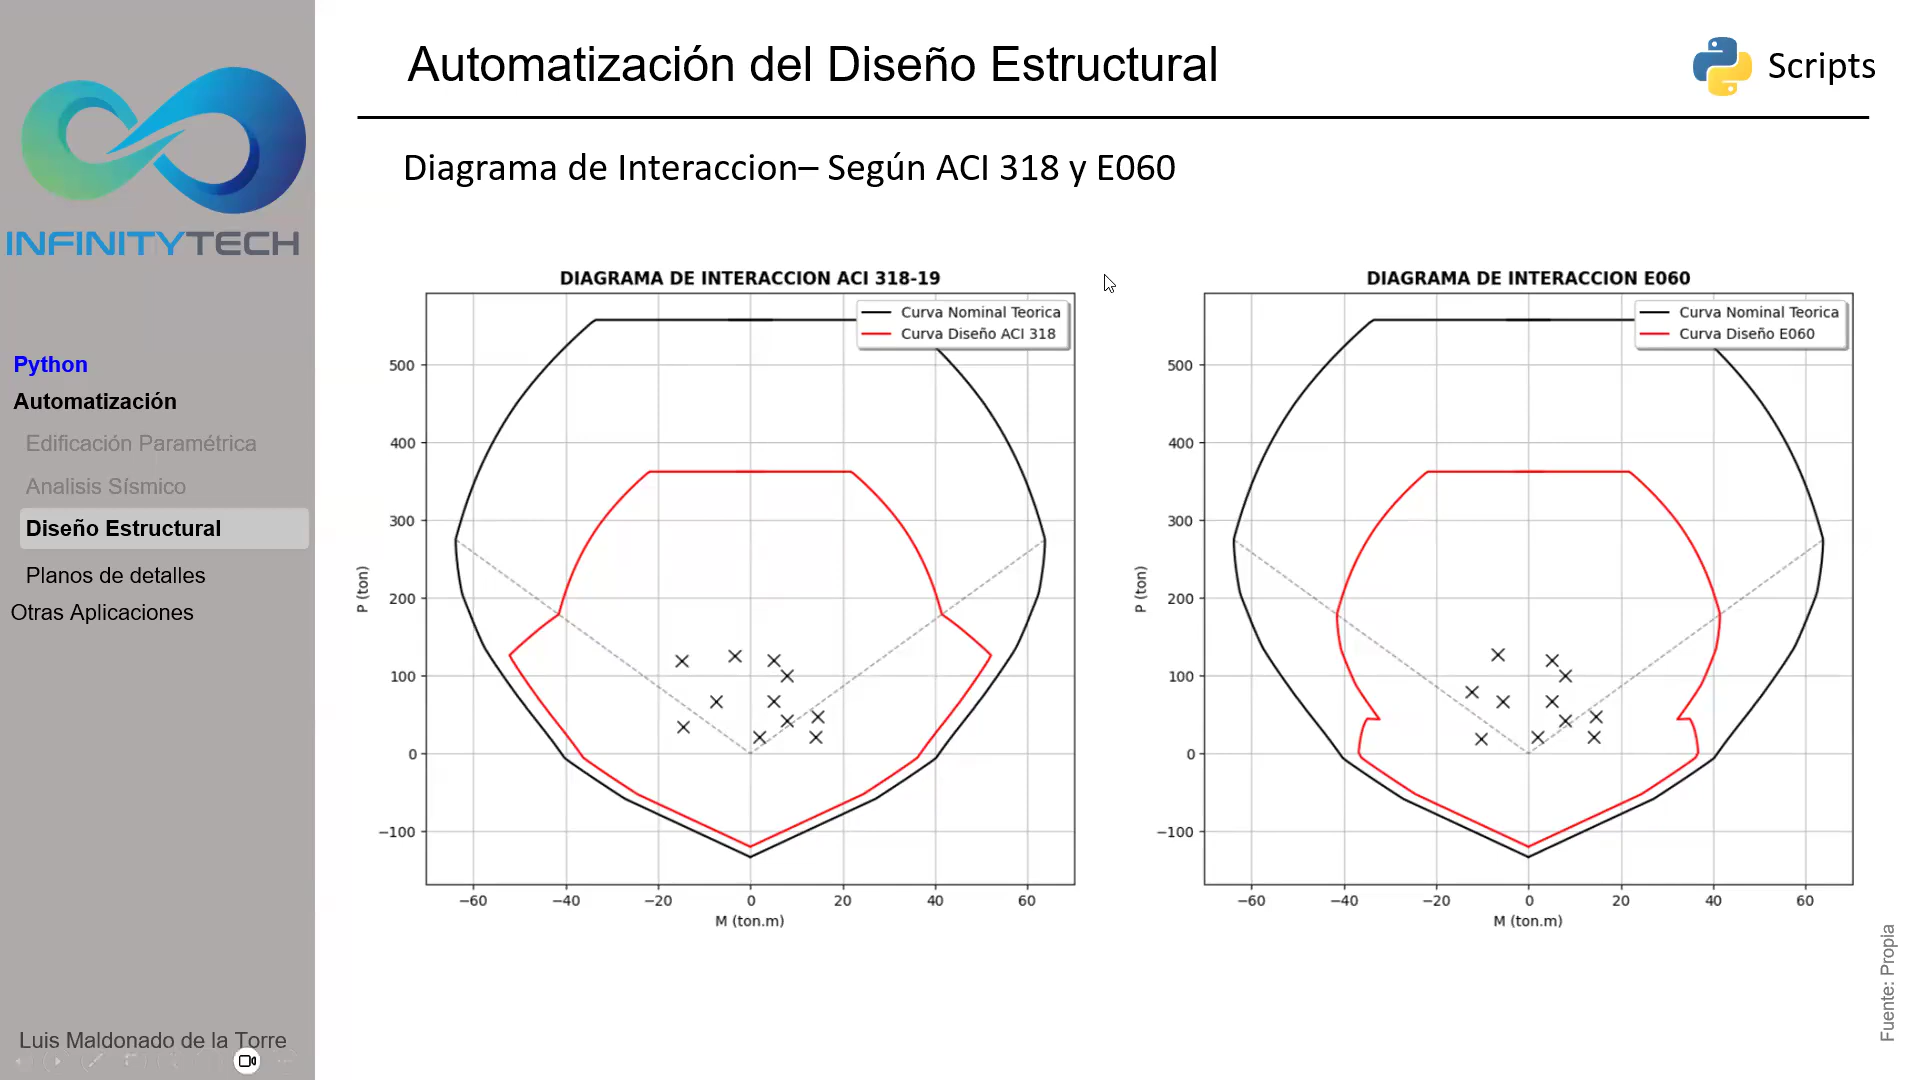 Automatización del Diseño Estructural
Scripts
Diagrama de Interaccion– Según ACI 318 y E060
INFINITYTECH
Python
Automatización
Edificación Paramétrica
Analisis Sísmico
Diseño Estructural
Planos de detalles
Otras Aplicaciones
Luis Maldonado de la Torre
DIAGRAMA DE INTERACCION ACI 318-19
Curva Nominal Teorica
Curva Diseño ACI 318
500
400
300
200
100
0
−100
P (ton)
−60 −40 −20 0 20 40 60
M (ton.m)
DIAGRAMA DE INTERACCION E060
Curva Nominal Teorica
Curva Diseño E060
500
400
300
200
100
0
−100
P (ton)
−60 −40 −20 0 20 40 60
M (ton.m)
Fuente: Propia